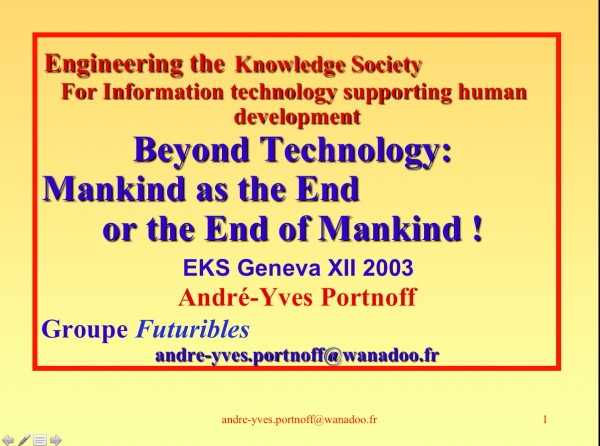 Engineering the Knowledge Society
For Information technology supporting human
development
Beyond Technology:
Mankind as the End
or the End of Mankind !
EKS Geneva XII 2003
André-Yves Portnoff
Groupe Futuribles
andre-yves.portnoff@wanadoo.fr
andre-yves.portnoff@wanadoo.fr 1